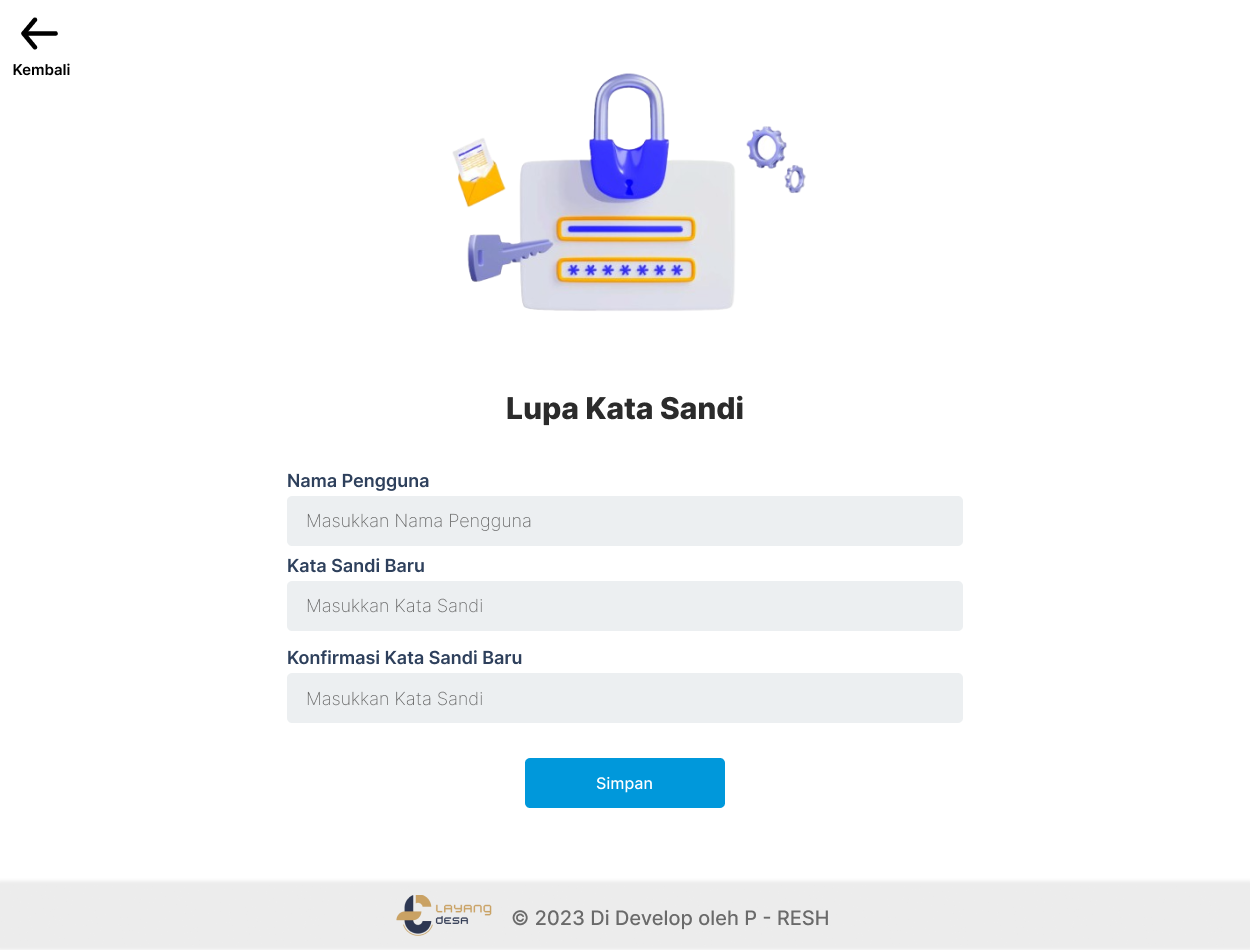 Kembali
*******
Lupa Kata Sandi
Nama Pengguna
Masukkan Nama Pengguna
Kata Sandi Baru
Masukkan Kata Sandi
Konfirmasi Kata Sandi Baru
Masukkan Kata Sandi
Simpan
LAYANG
DESA
© 2023 Di Develop oleh P - RESH